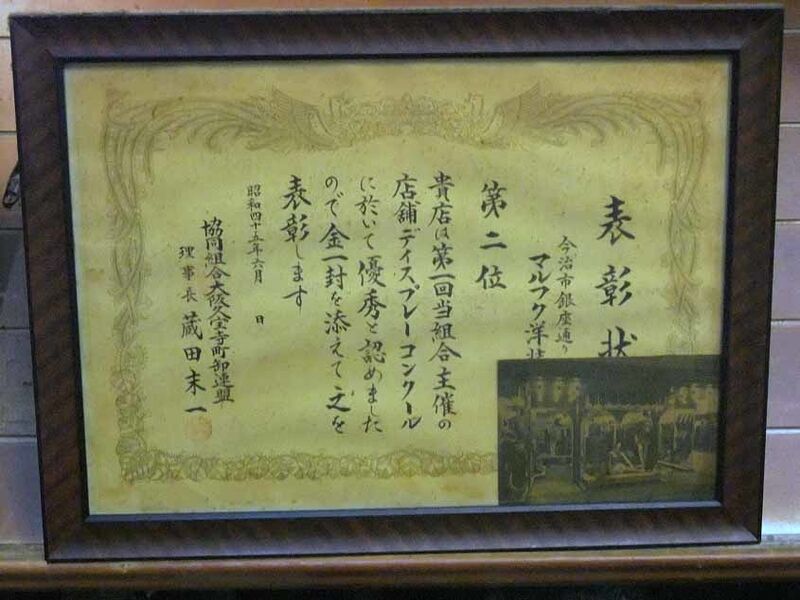 表彰状
今治市銀座通り
マルフク洋装
第二位
貴店は第一回当組合主催の
店舗デイスプレーコンクール
に於いて優秀と認めました
ので金一封を添えて之を
表彰します
昭和四十五年六月　日
協同組合大阪久宝寺町卸連盟
理事長 蔵田末一